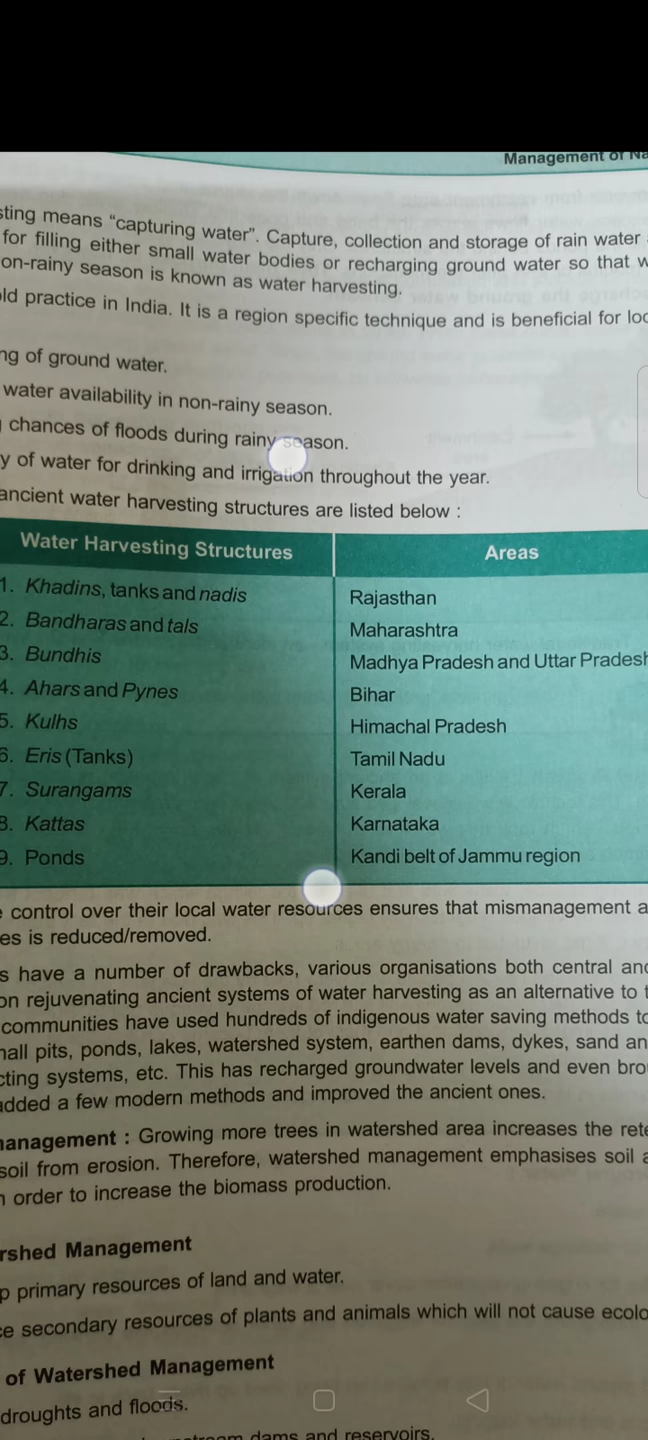 Management of Na
sting means "capturing water". Capture, collection and storage of rain water
for filling either small water bodies or recharging ground water so that w
on-rainy season is known as water harvesting.
ld practice in India. It is a region specific technique and is beneficial for loc
ng of ground water.
water availability in non-rainy season.
chances of floods during rainy season.
y of water for drinking and irrigation throughout the year.
ancient water harvesting structures are listed below :
Water Harvesting Structures Areas
1. Khadins, tanks and nadis Rajasthan
2. Bandharas and tals Maharashtra
3. Bundhis Madhya Pradesh and Uttar Pradesh
4. Ahars and Pynes Bihar
5. Kulhs Himachal Pradesh
6. Eris (Tanks) Tamil Nadu
7. Surangams Kerala
8. Kattas Karnataka
9. Ponds Kandi belt of Jammu region
e control over their local water resources ensures that mismanagement a
es is reduced/removed.
s have a number of drawbacks, various organisations both central and
on rejuvenating ancient systems of water harvesting as an alternative to t
communities have used hundreds of indigenous water saving methods to
nall pits, ponds, lakes, watershed system, earthen dams, dykes, sand an
cting systems, etc. This has recharged groundwater levels and even brou
added a few modern methods and improved the ancient ones.
nanagement : Growing more trees in watershed area increases the rete
soil from erosion. Therefore, watershed management emphasises soil a
n order to increase the biomass production.
rshed Management
p primary resources of land and water.
ce secondary resources of plants and animals which will not cause ecolo
of Watershed Management
droughts and floods.
dams and reservoirs.